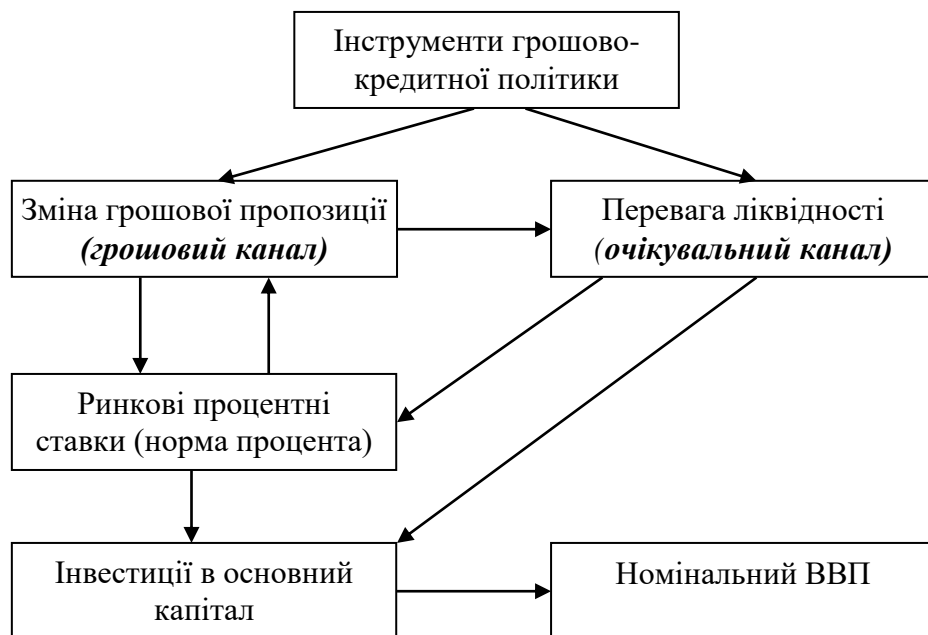 Інструменти грошово-
кредитної політики
Зміна грошової пропозиції
(грошовий канал)
Перевага ліквідності
(очікувальний канал)
Ринкові процентні
ставки (норма процента)
Інвестиції в основний
капітал
Номінальний ВВП